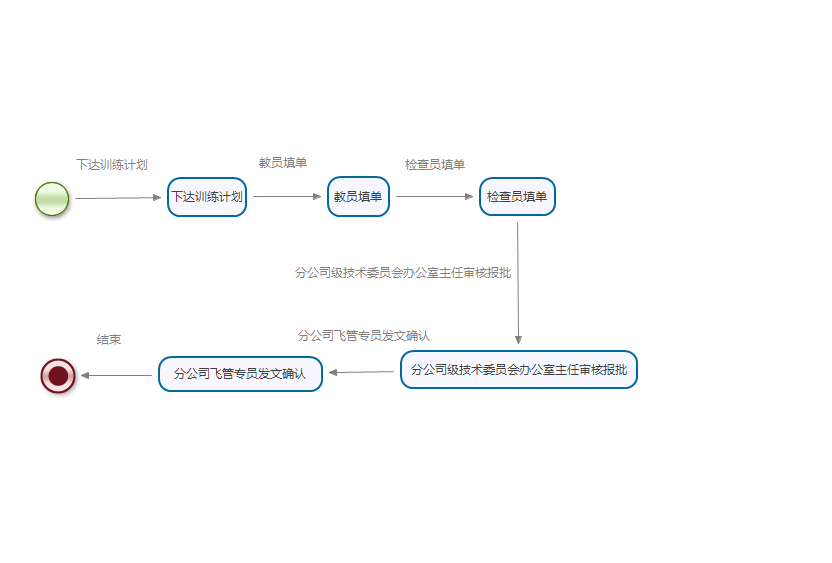 下达训练计划
教员填单
检查员填单
下达训练计划
教员填单
检查员填单
分公司级技术委员会办公室主任审核报批
分公司飞管专员发文确认
结束
分公司级技术委员会办公室主任审核报批
分公司飞管专员发文确认